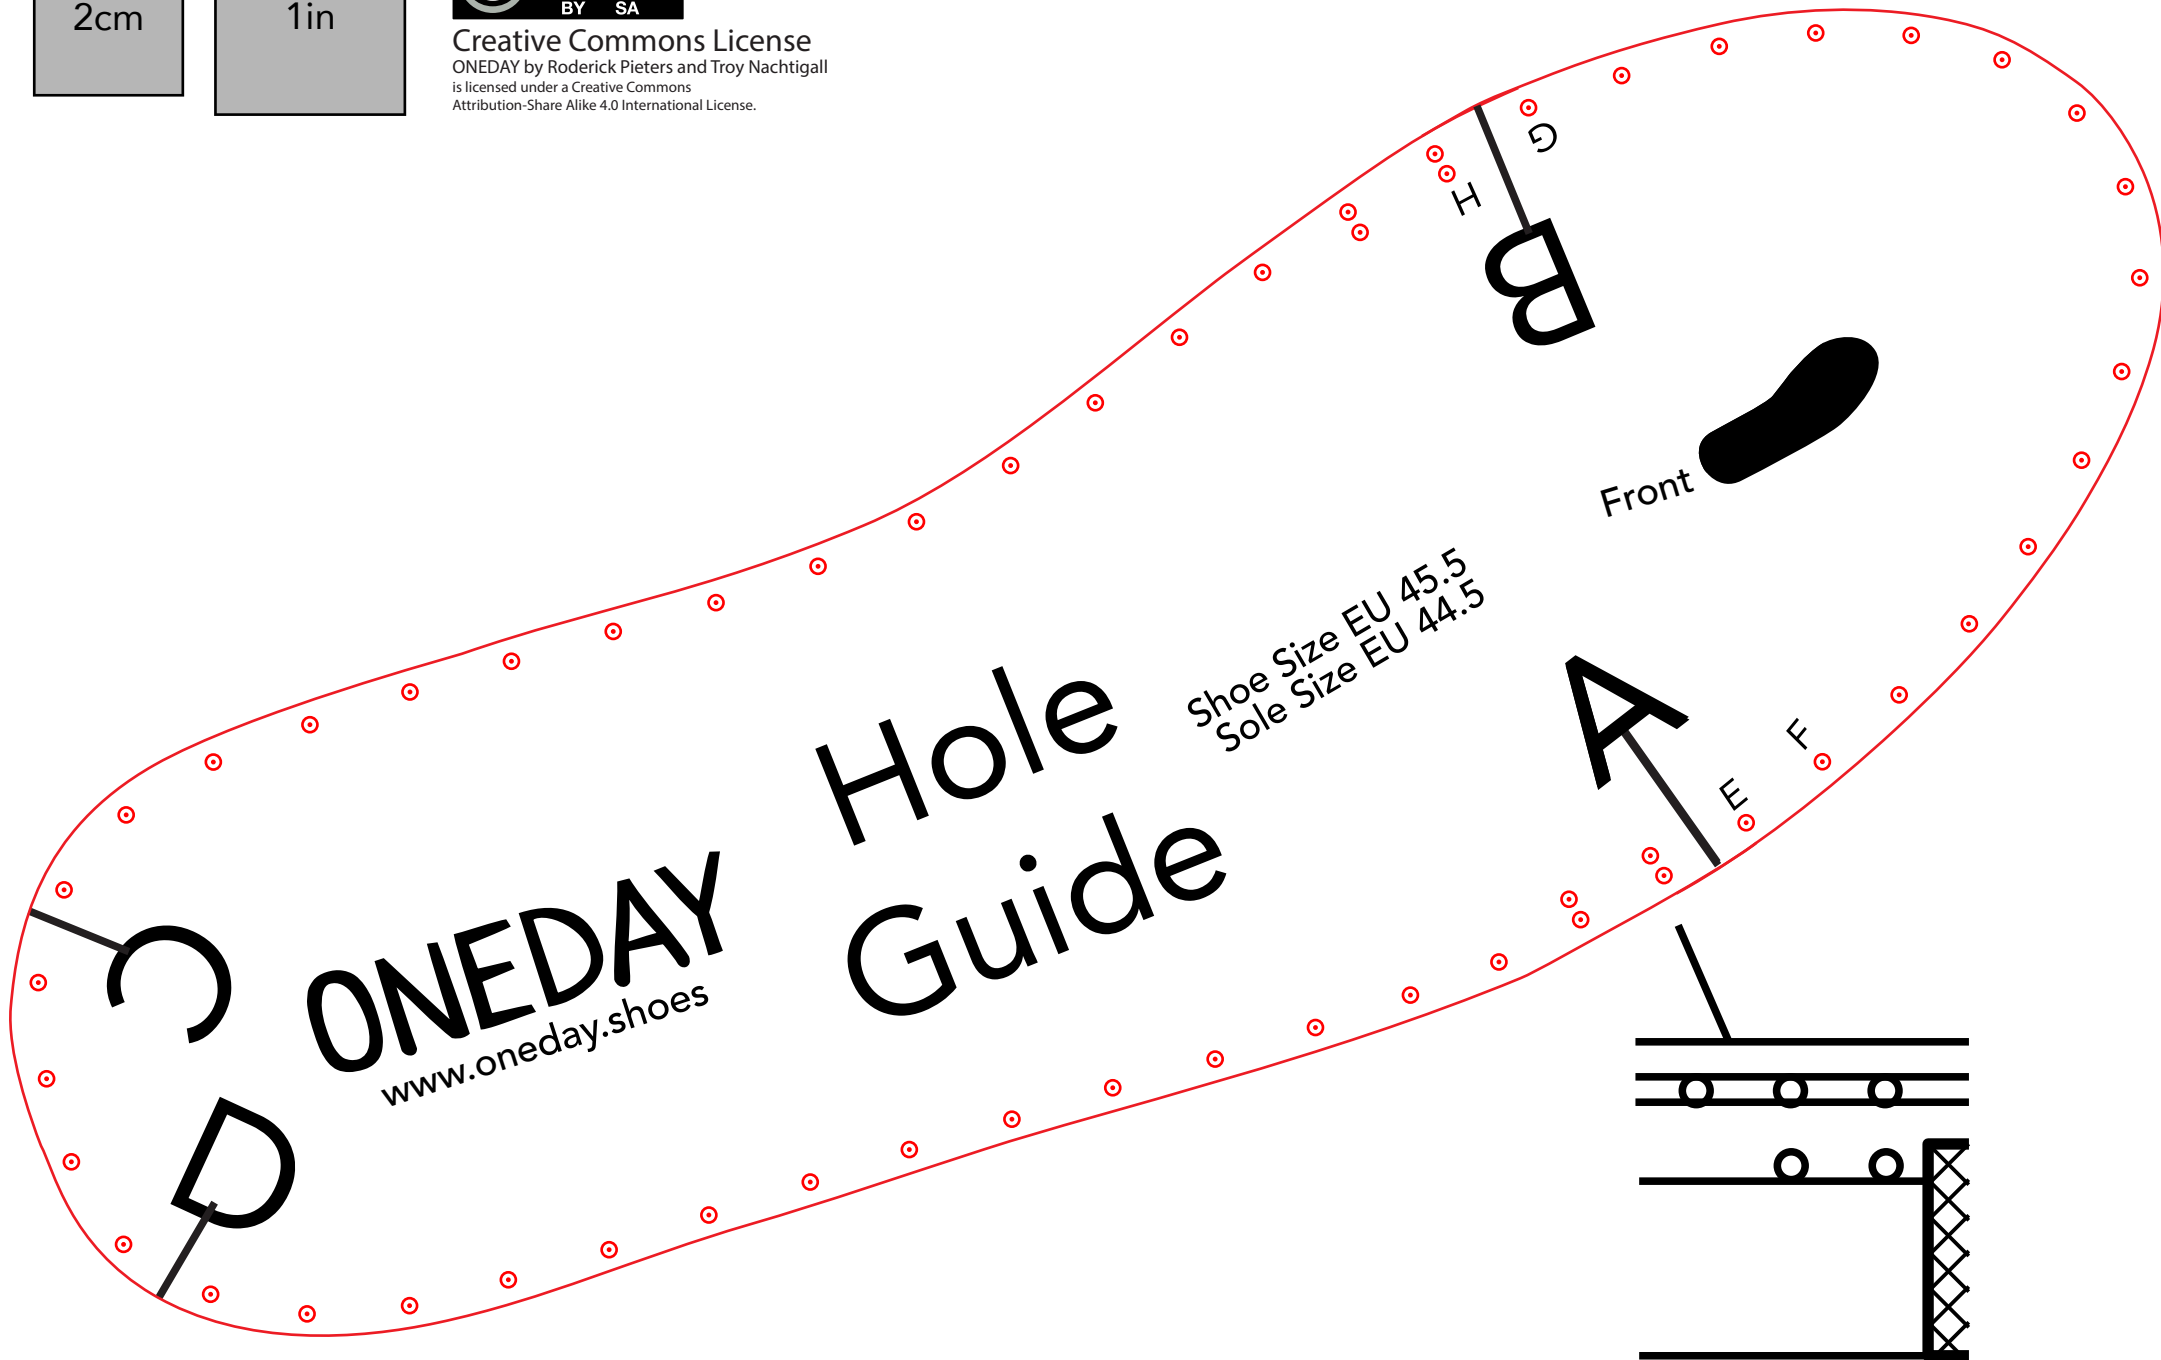 2cm
1in
BY SA
Creative Commons License
ONEDAY by Roderick Pieters and Troy Nachtigall
is licensed under a Creative Commons
Attribution-Share Alike 4.0 International License.
G
H
B
Front
Shoe Size EU 45.5
Sole Size EU 44.5
Hole
Guide
A
F
E
C
ONEDAY
www.oneday.shoes
D